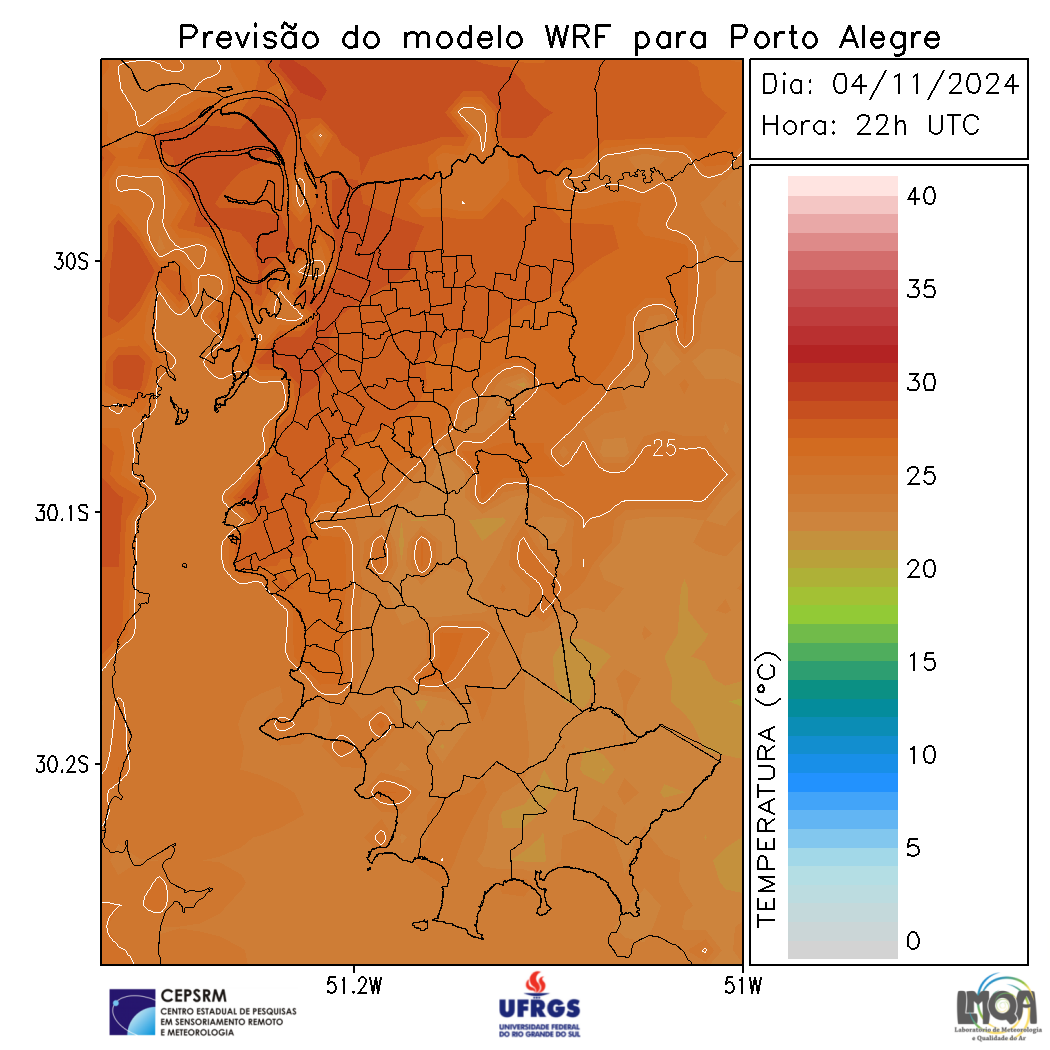 Previsão do modelo WRF para Porto Alegre
Dia: 04/11/2024
Hora: 22h UTC
30S
30.1S
30.2S
51.2W
51W
25
TEMPERATURA (°C)
40
35
30
25
20
15
10
5
0
CEPSRM
CENTRO ESTADUAL DE PESQUISAS
EM SENSORIAMENTO REMOTO
E METEOROLOGIA
UFRGS
UNIVERSIDADE FEDERAL
DO RIO GRANDE DO SUL
LMQA
Laboratório de Meteorologia
e Qualidade do Ar